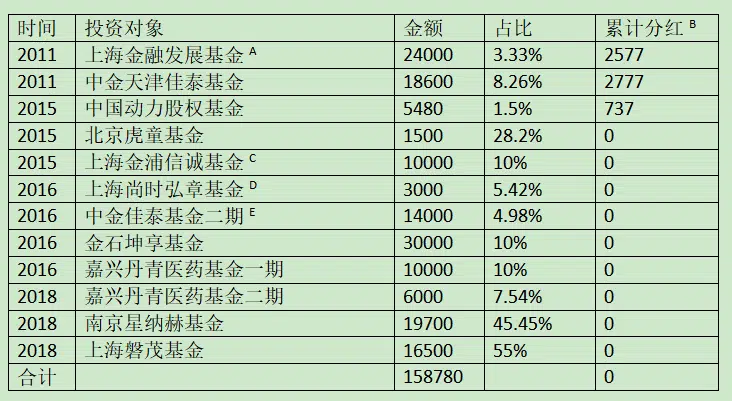 时间 投资对象 金额 占比 累计分红 B
2011 上海金融发展基金 A 24000 3.33% 2577
2011 中金天津佳泰基金 18600 8.26% 2777
2015 中国动力股权基金 5480 1.5% 737
2015 北京虎童基金 1500 28.2% 0
2015 上海金浦信诚基金 C 10000 10% 0
2016 上海尚时弘章基金 D 3000 5.42% 0
2016 中金佳泰基金二期 E 14000 4.98% 0
2016 金石坤享基金 30000 10% 0
2016 嘉兴丹青医药基金一期 10000 10% 0
2018 嘉兴丹青医药基金二期 6000 7.54% 0
2018 南京星纳赫基金 19700 45.45% 0
2018 上海磐茂基金 16500 55% 0
合计 158780 0